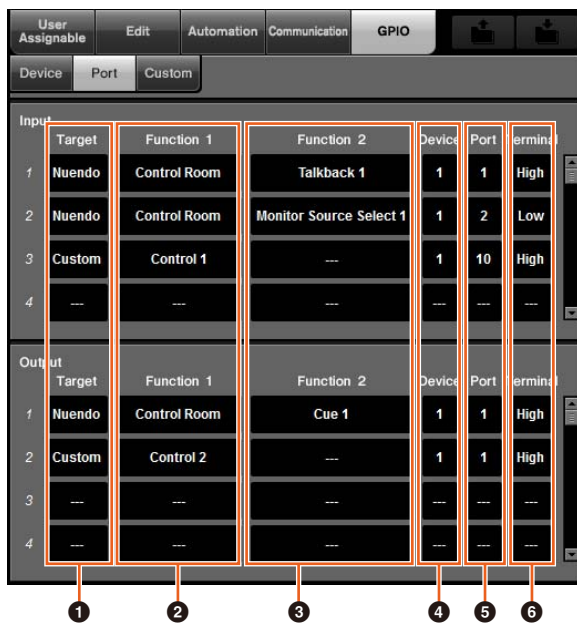 User Assignable Edit Automation Communication GPIO
Device Port Custom
Input
Target Function 1 Function 2 Device Port Terminal
1 Nuendo Control Room Talkback 1 1 1 High
2 Nuendo Control Room Monitor Source Select 1 1 2 Low
3 Custom Control 1 --- 1 10 High
4 --- --- --- --- --- ---
Output
Target Function 1 Function 2 Device Port Terminal
1 Nuendo Control Room Cue 1 1 1 High
2 Custom Control 2 --- 1 1 High
3 --- --- --- --- --- ---
4 --- --- --- --- --- ---
1 2 3 4 5 6